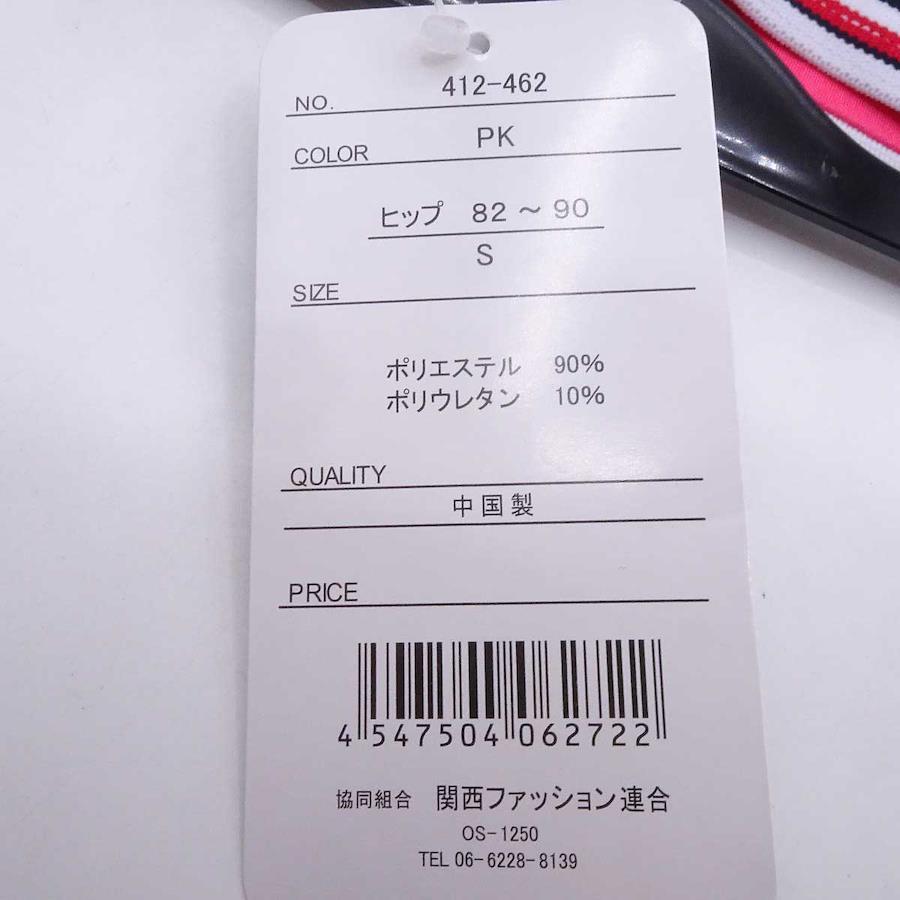 NO. 412-462
COLOR PK
ヒップ 82 ~ 90
S
SIZE
ポリエステル 90%
ポリウレタン 10%
QUALITY
中国製
PRICE
4 547504 062722
協同組合 関西ファッション連合
OS-1250
TEL 06-6228-8139